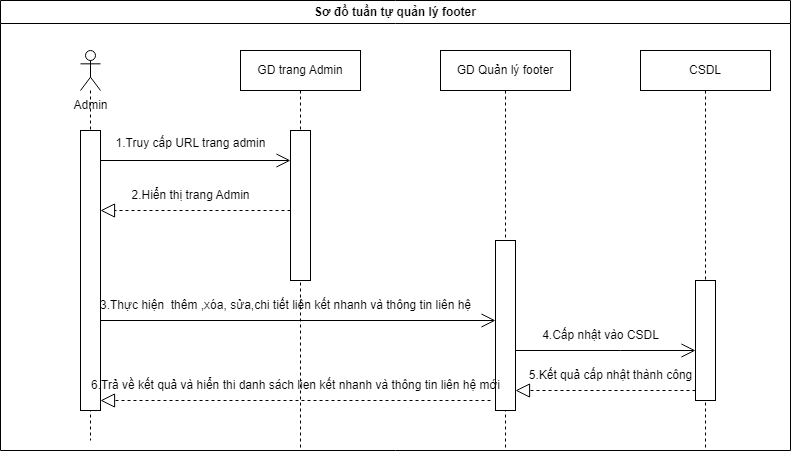 Sơ đồ tuần tự quản lý footer
GD trang Admin
GD Quản lý footer
CSDL
Admin
1.Truy cấp URL trang admin
2.Hiển thị trang Admin
3.Thực hiện thêm ,xóa, sửa,chi tiết liên kết nhanh và thông tin liên hệ
4.Cấp nhật vào CSDL
5.Kết quả cấp nhật thành công
6.Trả về kết quả và hiển thi danh sách lien kết nhanh và thông tin liên hệ mới